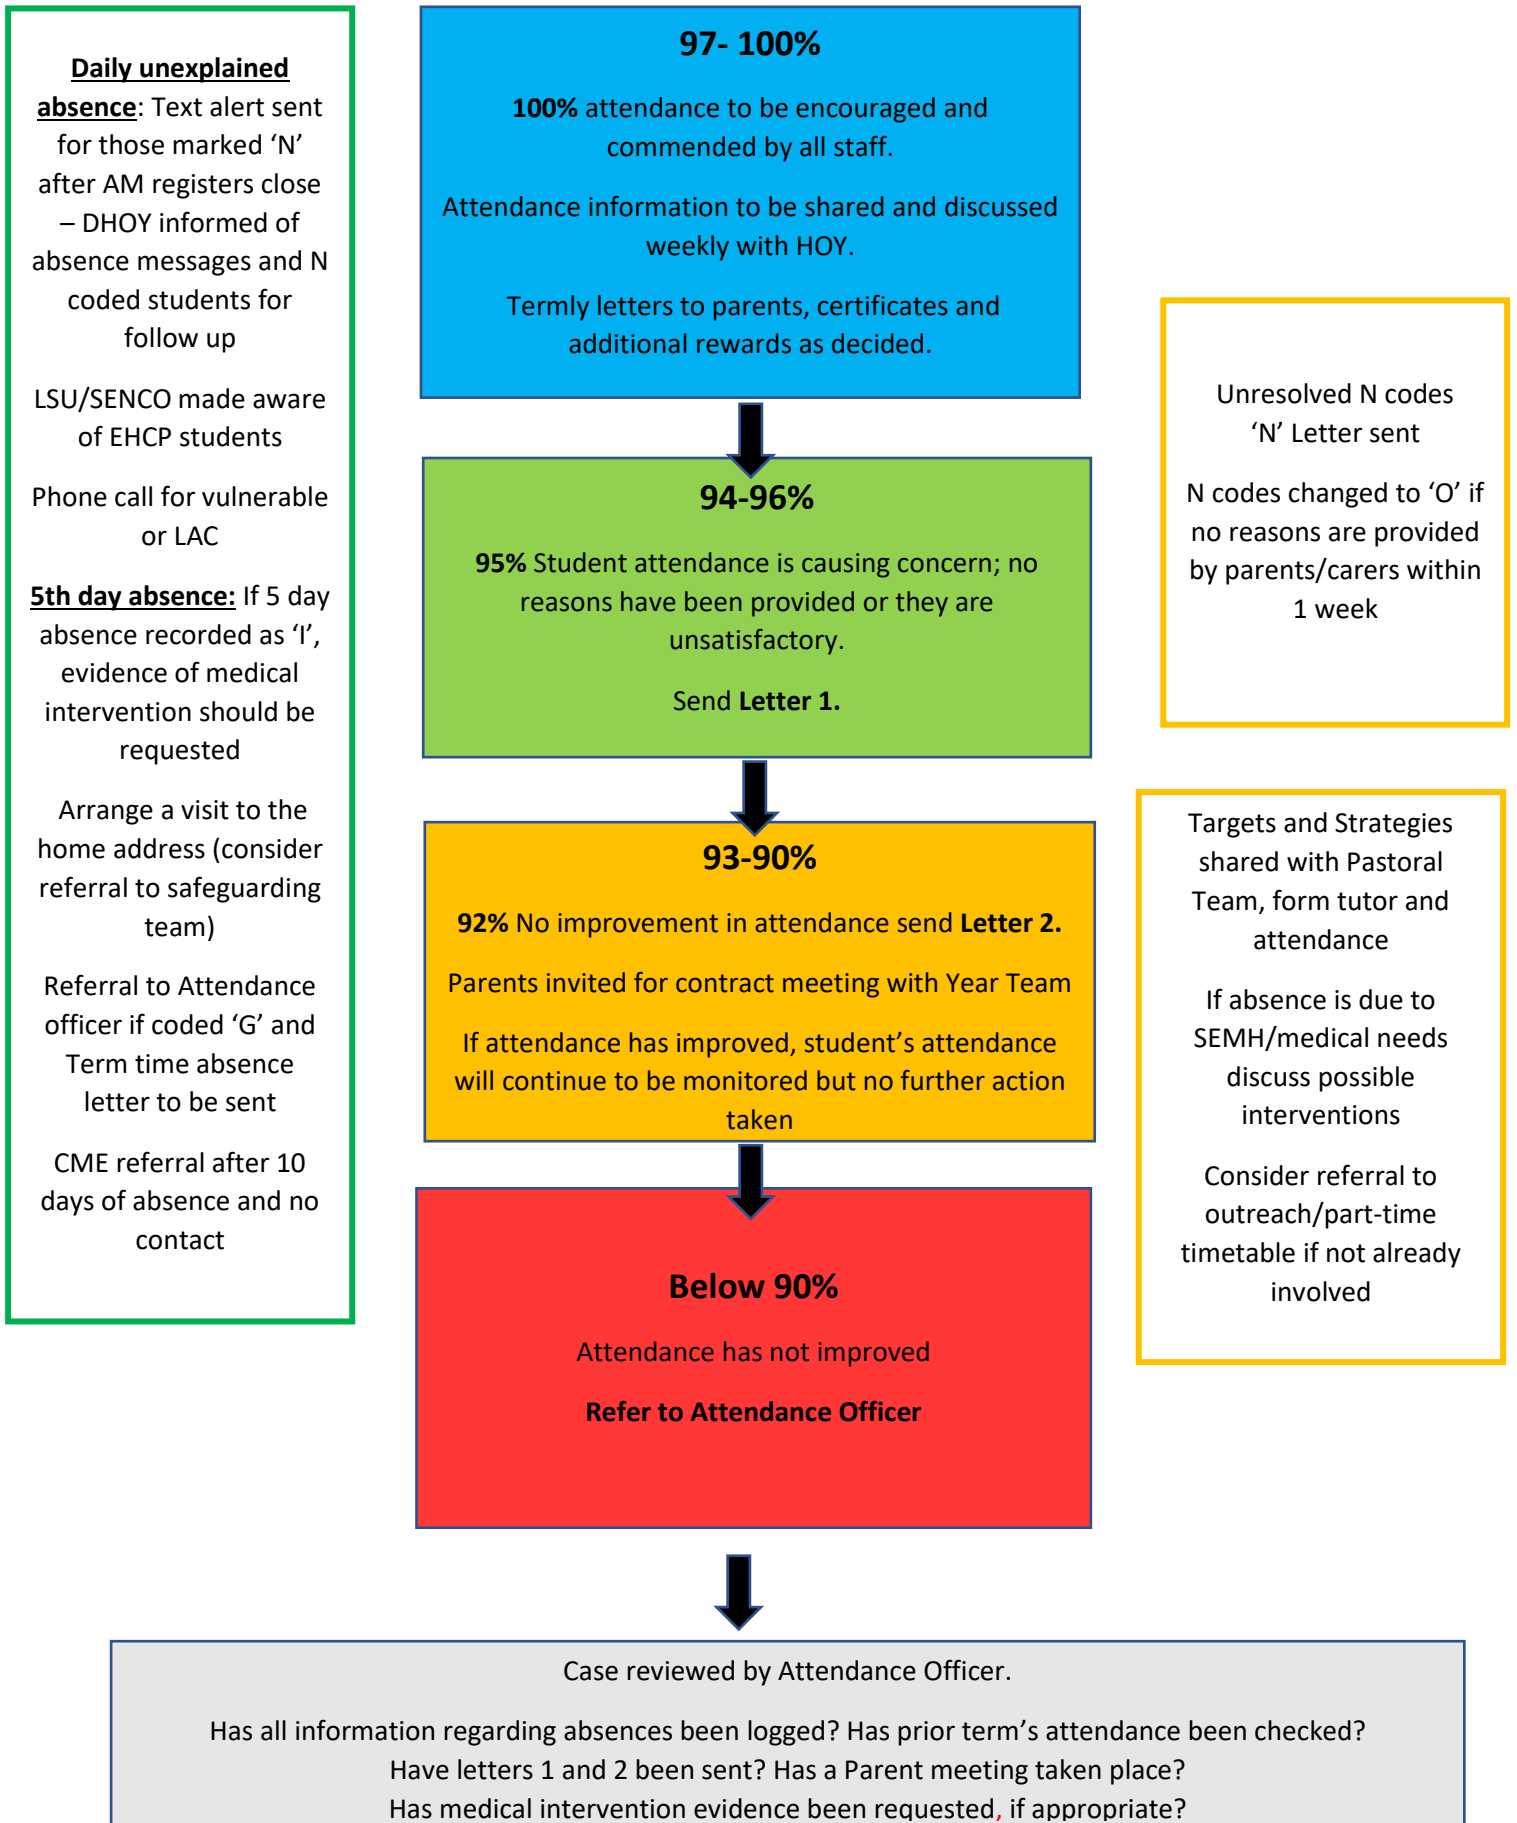 Daily unexplained
absence: Text alert sent
for those marked ‘N’
after AM registers close
– DHOY informed of
absence messages and N
coded students for
follow up
LSU/SENCO made aware
of EHCP students
Phone call for vulnerable
or LAC
5th day absence: If 5 day
absence recorded as ‘I’,
evidence of medical
intervention should be
requested
Arrange a visit to the
home address (consider
referral to safeguarding
team)
Referral to Attendance
officer if coded ‘G’ and
Term time absence
letter to be sent
CME referral after 10
days of absence and no
contact
97- 100%
100% attendance to be encouraged and
commended by all staff.
Attendance information to be shared and discussed
weekly with HOY.
Termly letters to parents, certificates and
additional rewards as decided.
94-96%
95% Student attendance is causing concern; no
reasons have been provided or they are
unsatisfactory.
Send Letter 1.
93-90%
92% No improvement in attendance send Letter 2.
Parents invited for contract meeting with Year Team
If attendance has improved, student’s attendance
will continue to be monitored but no further action
taken
Below 90%
Attendance has not improved
Refer to Attendance Officer
Unresolved N codes
‘N’ Letter sent
N codes changed to ‘O’ if
no reasons are provided
by parents/carers within
1 week
Targets and Strategies
shared with Pastoral
Team, form tutor and
attendance
If absence is due to
SEMH/medical needs
discuss possible
interventions
Consider referral to
outreach/part-time
timetable if not already
involved
Case reviewed by Attendance Officer.
Has all information regarding absences been logged? Has prior term’s attendance been checked?
Have letters 1 and 2 been sent? Has a Parent meeting taken place?
Has medical intervention evidence been requested, if appropriate?